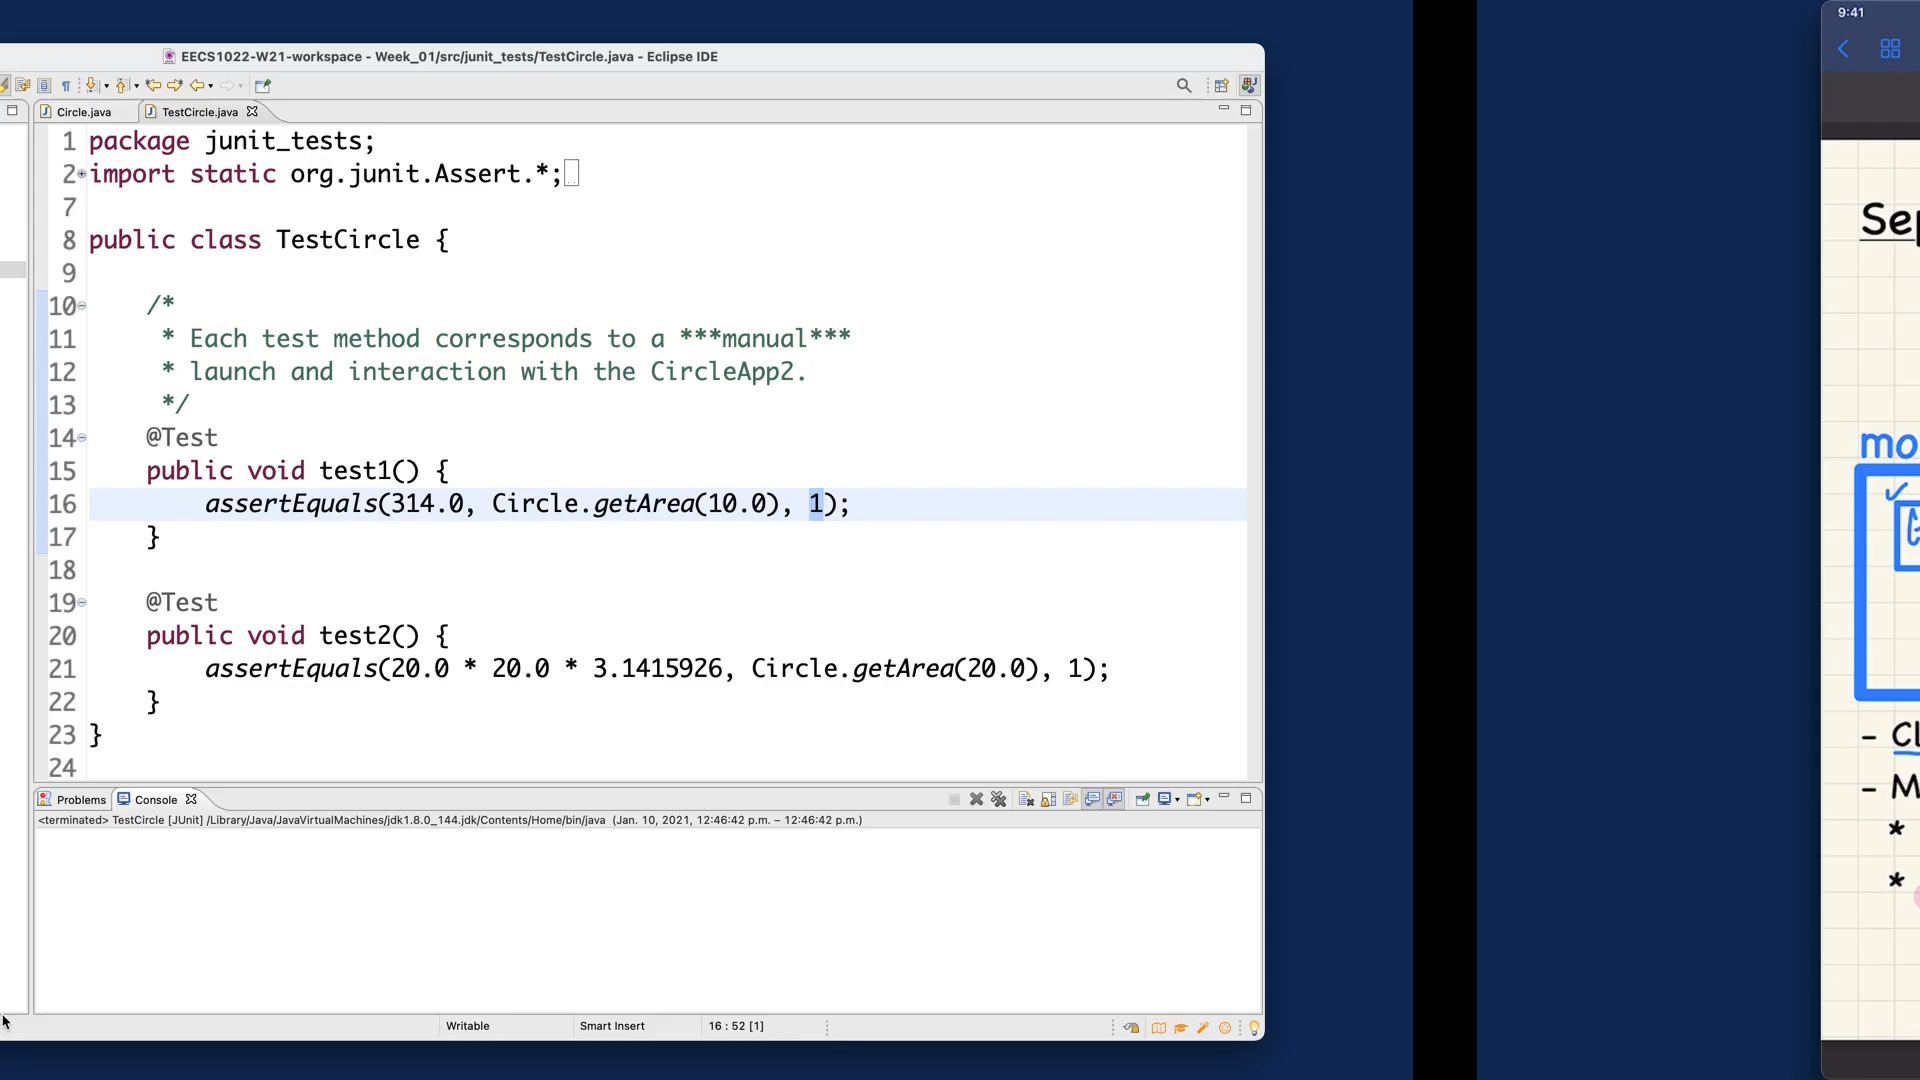 EECS1022-W21-workspace - Week_01/src/junit_tests/TestCircle.java - Eclipse IDE
Circle.java
TestCircle.java
1 package junit_tests;
2 import static org.junit.Assert.*;
7
8 public class TestCircle {
9
10 /*
11 * Each test method corresponds to a ***manual***
12 * launch and interaction with the CircleApp2.
13 */
14 @Test
15 public void test1() {
16 assertEquals(314.0, Circle.getArea(10.0), 1);
17 }
18
19 @Test
20 public void test2() {
21 assertEquals(20.0 * 20.0 * 3.1415926, Circle.getArea(20.0), 1);
22 }
23 }
24
Problems
Console
<terminated> TestCircle [JUnit] /Library/Java/JavaVirtualMachines/jdk1.8.0_144.jdk/Contents/Home/bin/java (Jan. 10, 2021, 12:46:42 p.m. – 12:46:42 p.m.)
Writable
Smart Insert
16 : 52 [1]
9:41
Sep
mo
- Cl
- M
*
*